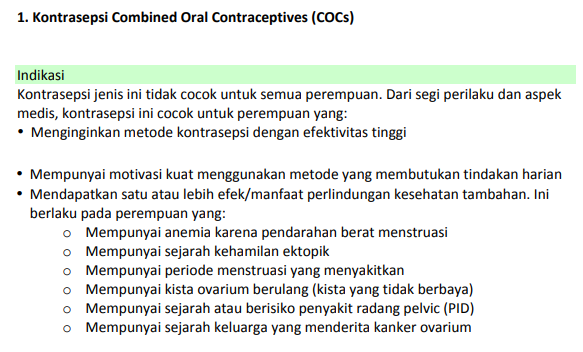 1. Kontrasepsi Combined Oral Contraceptives (COCs)
Indikasi
Kontrasepsi jenis ini tidak cocok untuk semua perempuan. Dari segi perilaku dan aspek
medis, kontrasepsi ini cocok untuk perempuan yang:
• Menginginkan metode kontrasepsi dengan efektivitas tinggi
• Mempunyai motivasi kuat menggunakan metode yang membutukan tindakan harian
• Mendapatkan satu atau lebih efek/manfaat perlindungan kesehatan tambahan. Ini
berlaku pada perempuan yang:
o Mempunyai anemia karena pendarahan berat menstruasi
o Mempunyai sejarah kehamilan ektopik
o Mempunyai periode menstruasi yang menyakitkan
o Mempunyai kista ovarium berulang (kista yang tidak berbaya)
o Mempunyai sejarah atau berisiko penyakit radang pelvic (PID)
o Mempunyai sejarah keluarga yang menderita kanker ovarium